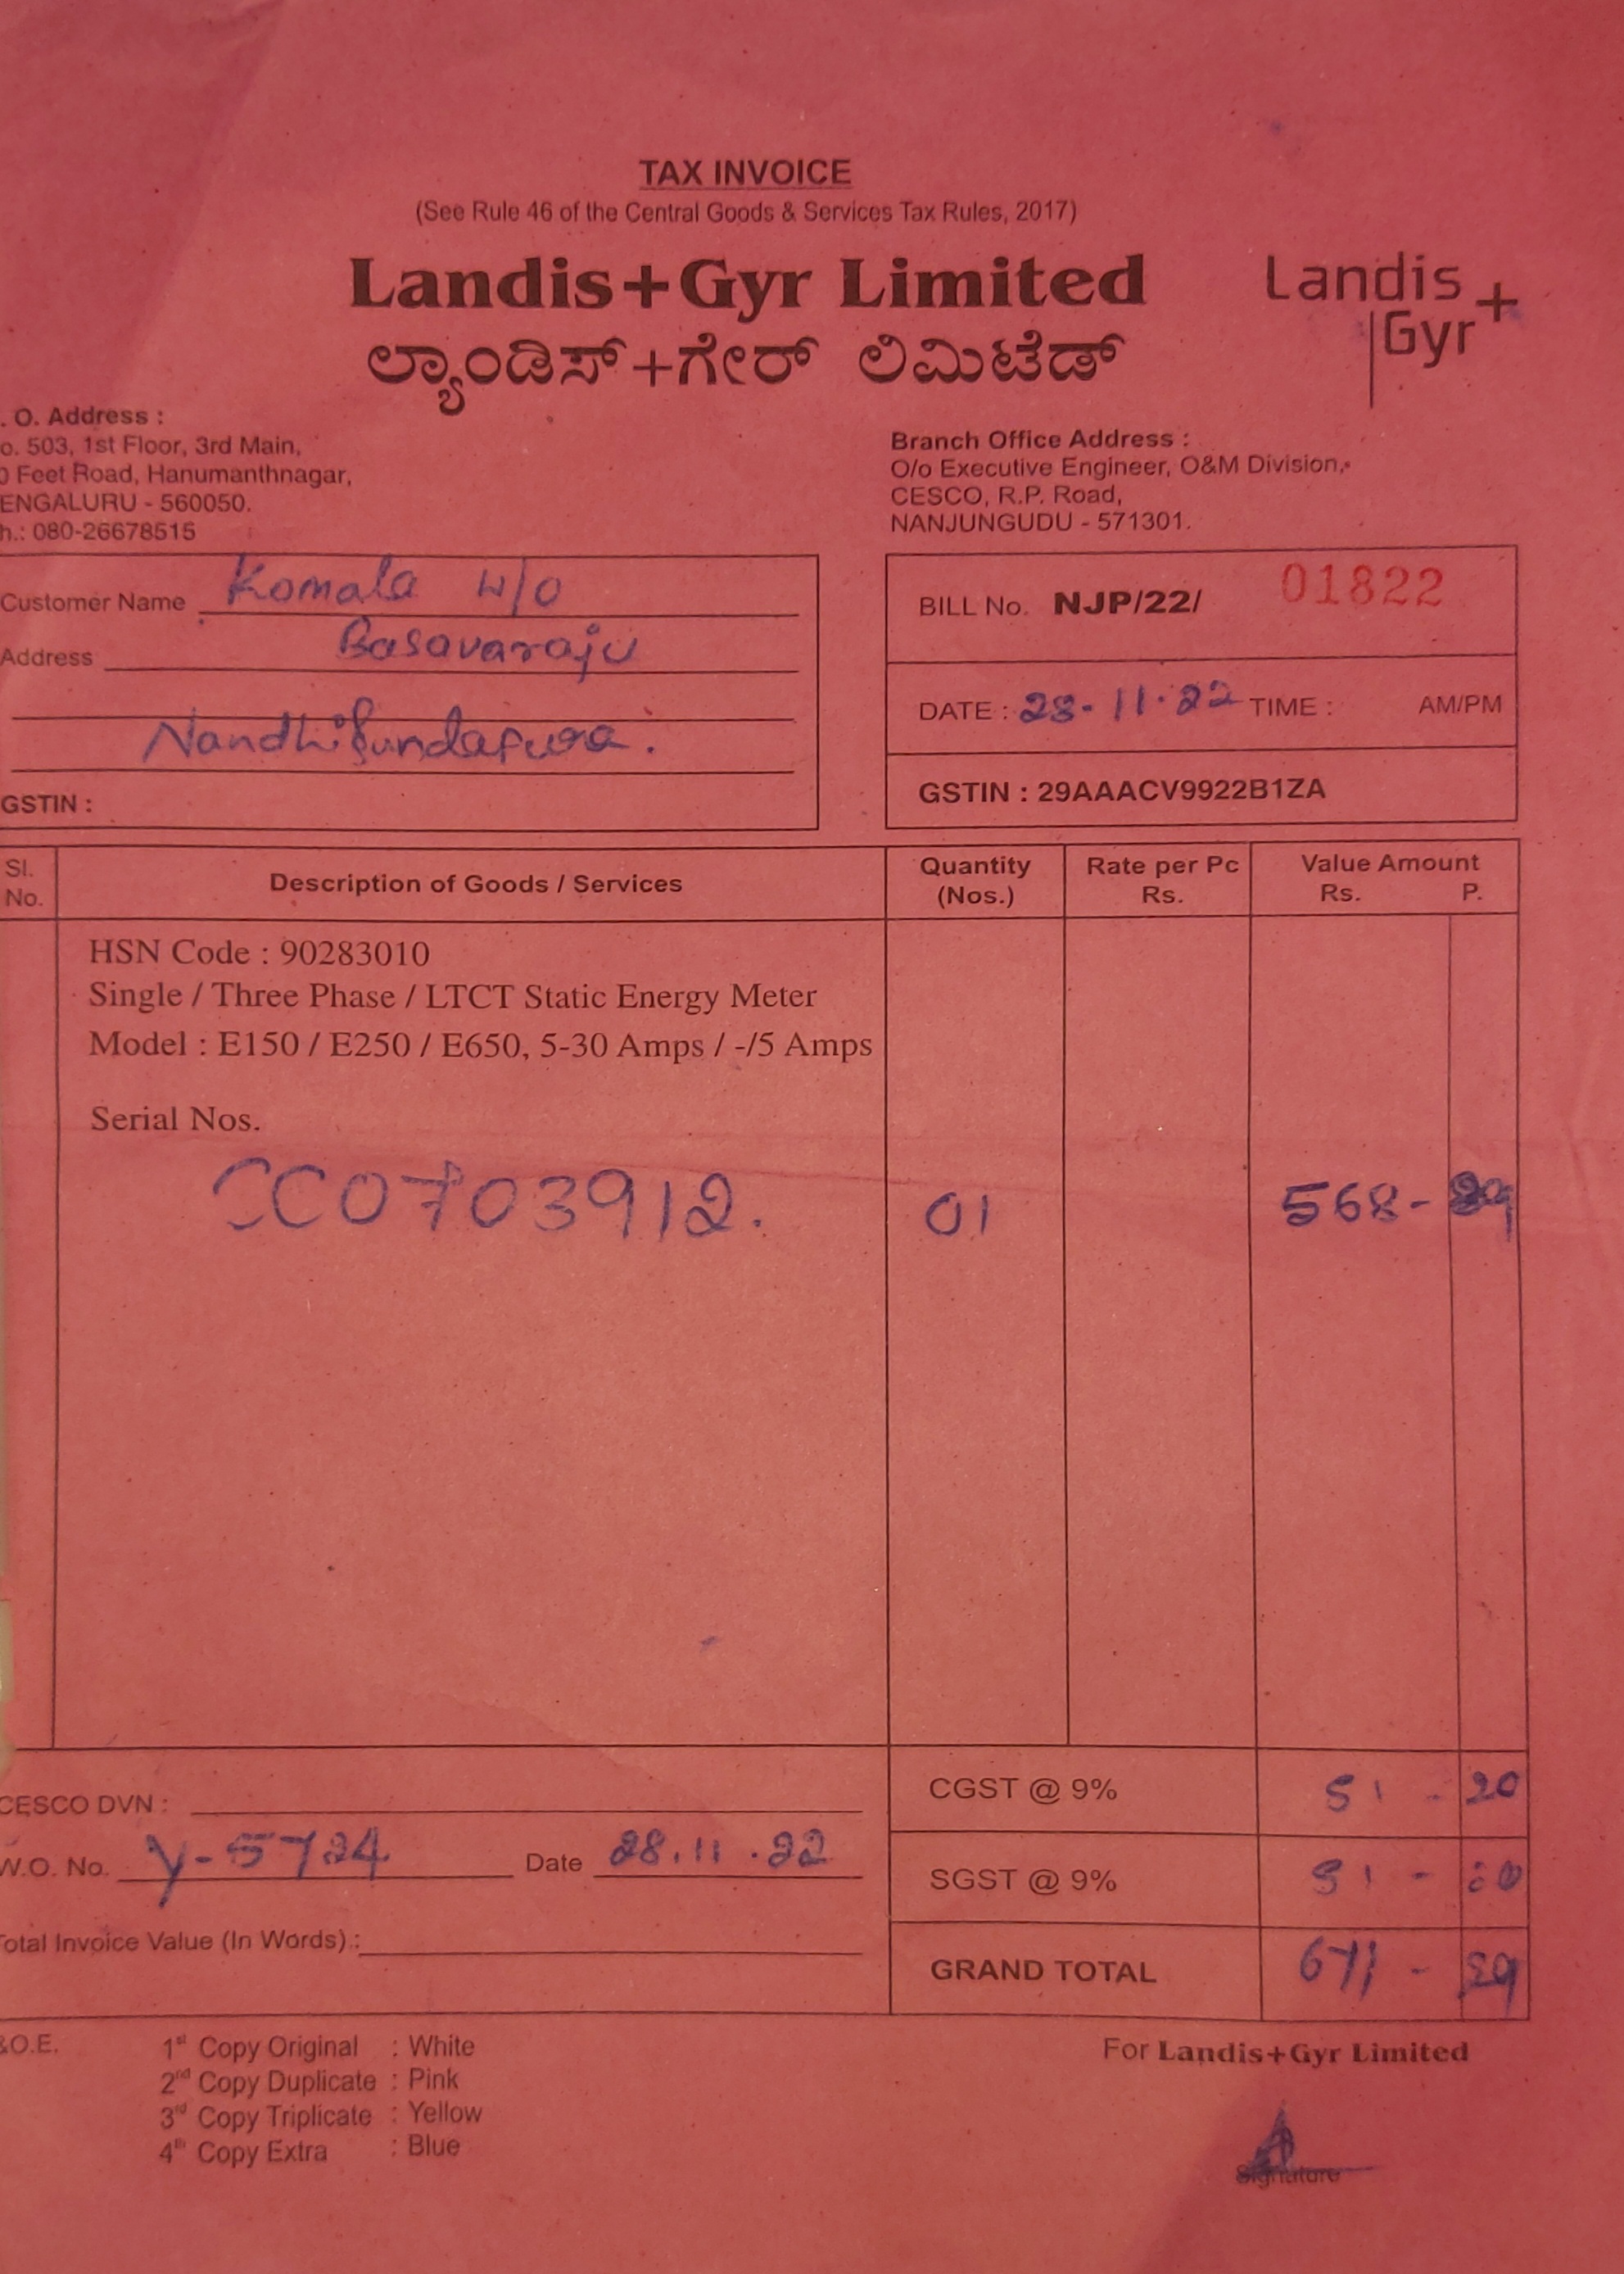 TAX INVOICE
(See Rule 46 of the Central Goods & Services Tax Rules, 2017)
Landis+Gyr Limited
ಲ್ಯಾಂಡಿಸ್+ಗೇರ್ ಲಿಮಿಟೆಡ್
Landis+
Gyr
. O. Address :
o. 503, 1st Floor, 3rd Main,
0 Feet Road, Hanumanthnagar,
ENGALURU - 560050.
h.: 080-26678515
Branch Office Address :
O/o Executive Engineer, O&M Division,
CESCO, R.P. Road,
NANJUNGUDU - 571301.
Customer Name Komala W/O
Address Basavaraju
GSTIN :
BILL No. NJP/22/ 01822
DATE : 28-11-22 TIME : AM/PM
GSTIN : 29AAACV9922B1ZA
Sl. No. Description of Goods / Services Quantity (Nos.) Rate per Pc Rs. Value Amount Rs. P.
HSN Code : 90283010
Single / Three Phase / LTCT Static Energy Meter
Model : E150 / E250 / E650, 5-30 Amps / -/5 Amps
Serial Nos.
CC0703912. 01 568-
CESCO DVN :
W.O. No. Y-5724 Date 28.11.22
Total Invoice Value (In Words) :
CGST @ 9% 51 - 20
SGST @ 9% 51 -
GRAND TOTAL 671 -
&O.E.
1st Copy Original : White
2nd Copy Duplicate : Pink
3rd Copy Triplicate : Yellow
4th Copy Extra : Blue
For Landis+Gyr Limited
Signature